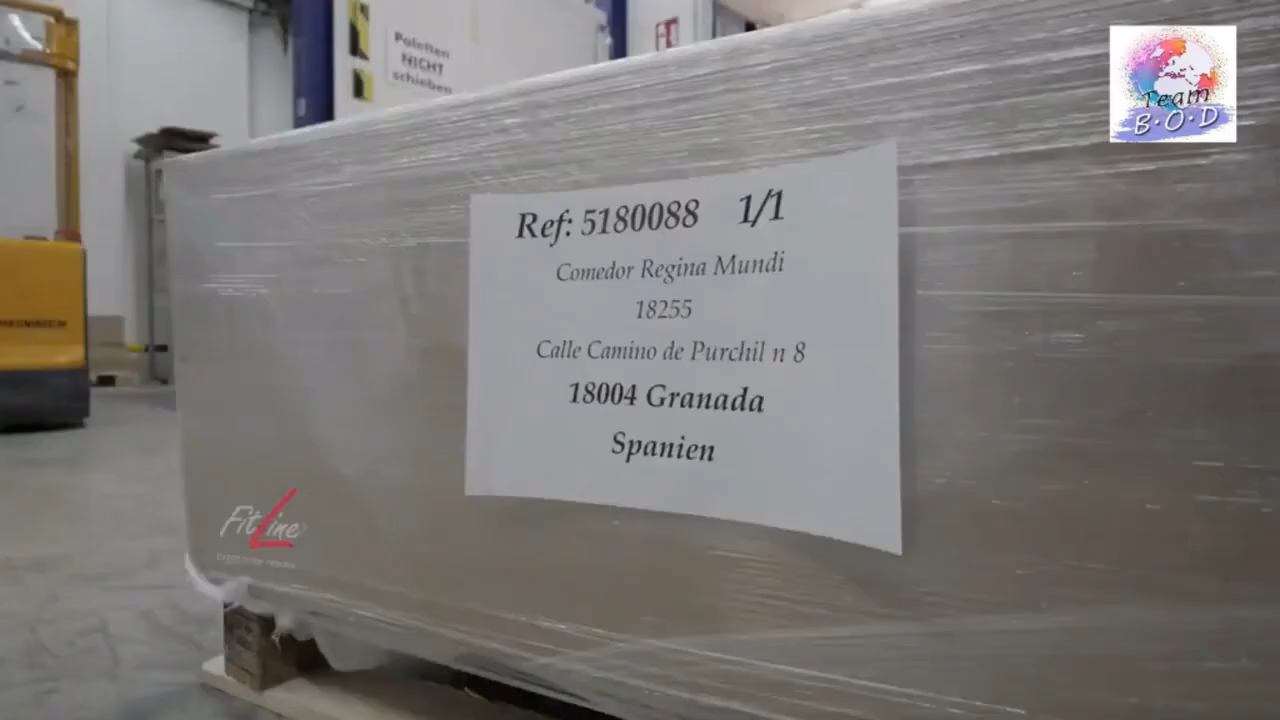 Paletten
NICHT
schieben
Team
B·O·D
Ref: 5180088 1/1
Comedor Regina Mundi
18255
Calle Camino de Purchil n 8
18004 Granada
Spanien
FitLine